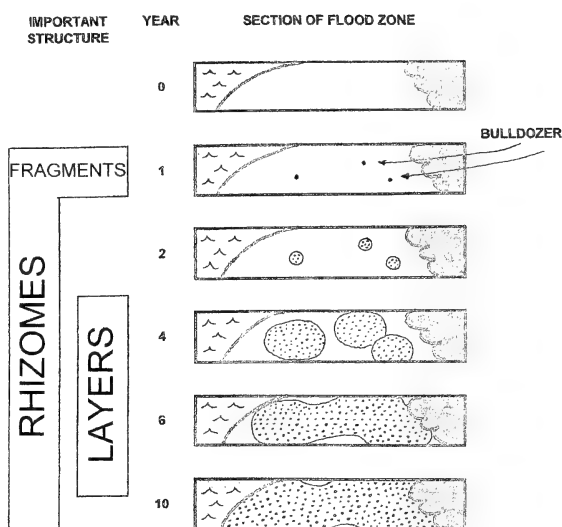 IMPORTANT
STRUCTURE
YEAR
SECTION OF FLOOD ZONE
0
BULLDOZER
FRAGMENTS
1
2
RHIZOMES
LAYERS
4
6
10